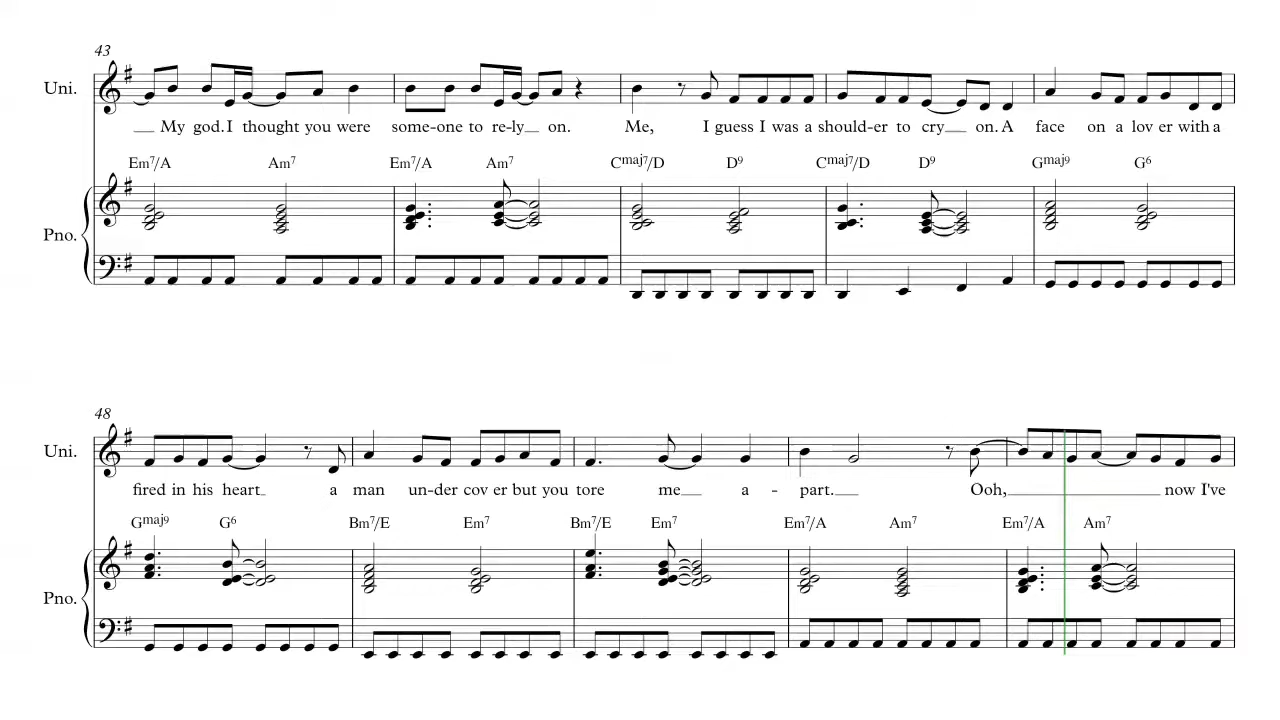 43
Uni.
My god. I thought you were some-one to re-ly on. Me, I guess I was a should-er to cry on. A face on a lov er with a
Em7/A Am7 Em7/A Am7 Cmaj7/D D9 Cmaj7/D D9 Gmaj9 G6
Pno.
48
Uni.
fired in his heart a man un-der cov er but you tore me a - part. Ooh, now I've
Gmaj9 G6 Bm7/E Em7 Bm7/E Em7 Em7/A Am7 Em7/A Am7
Pno.